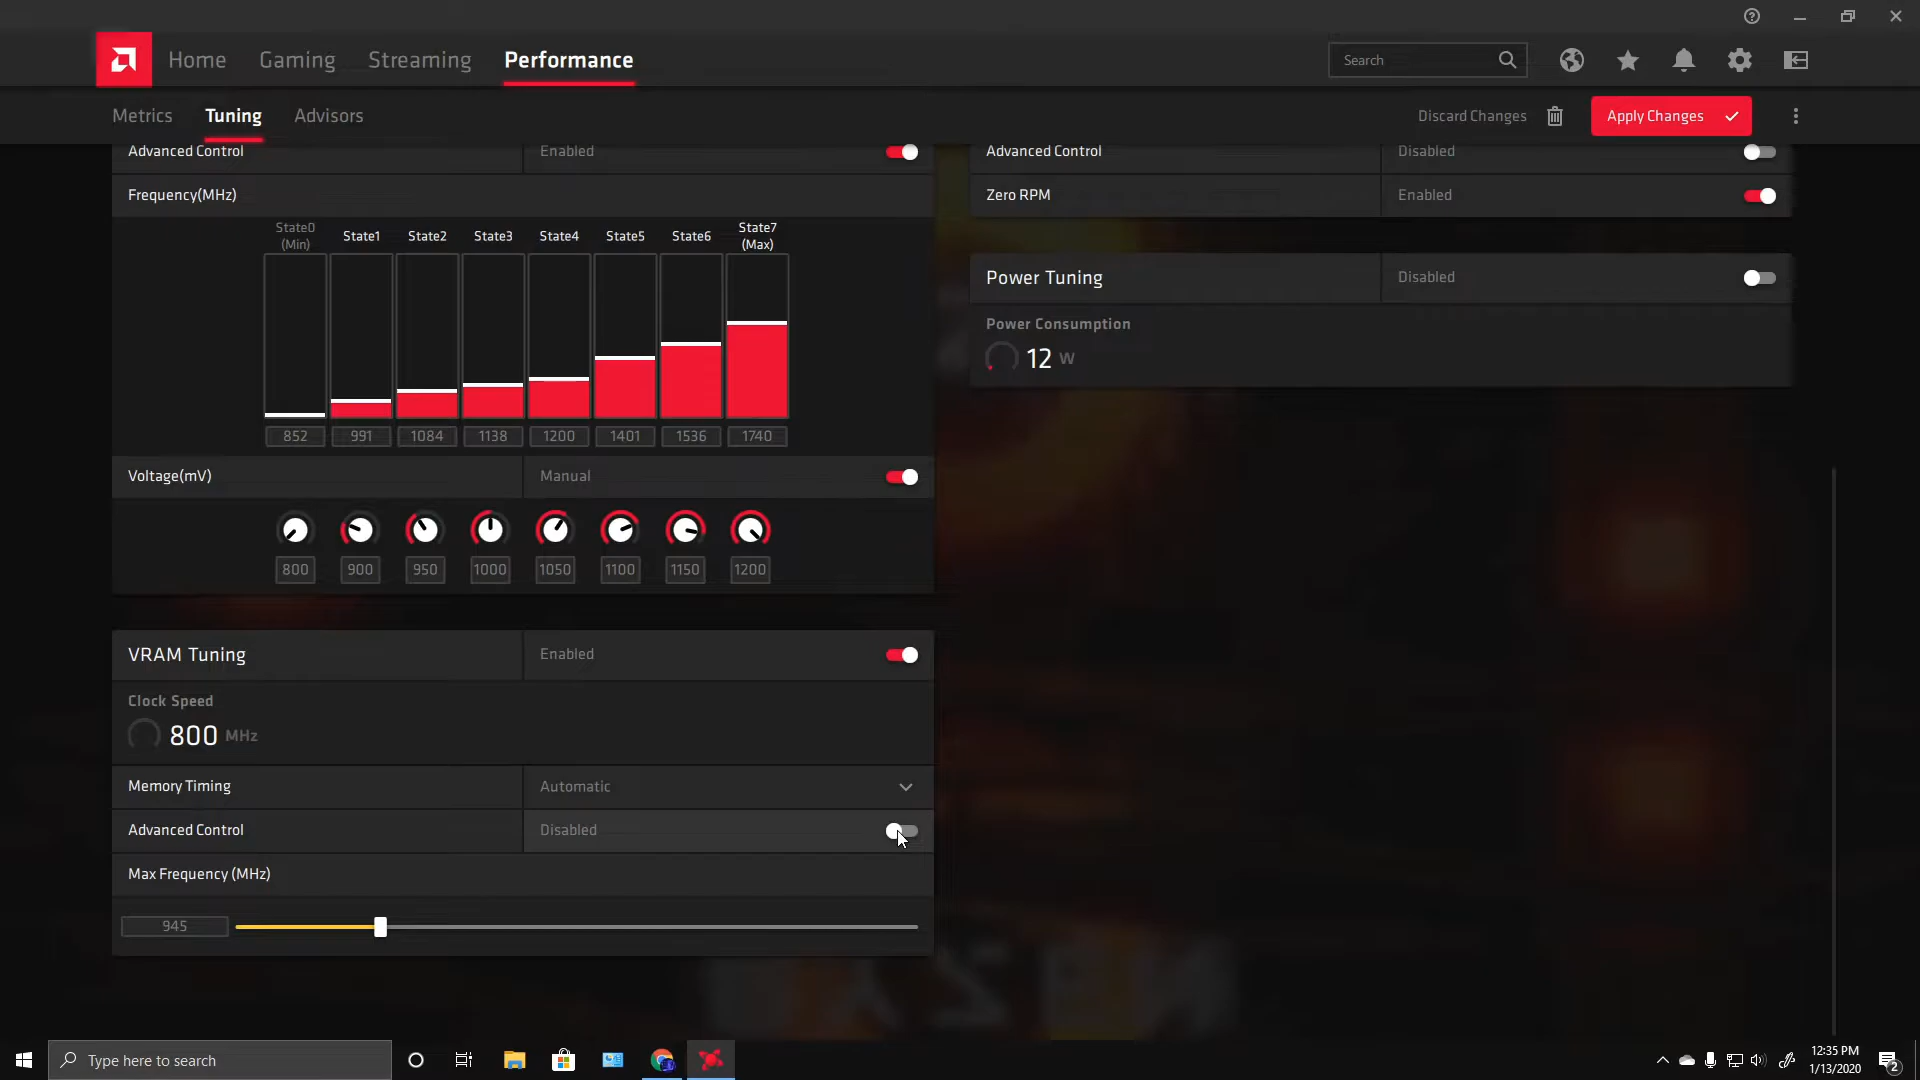 Home Gaming Streaming Performance
Search
Metrics Tuning Advisors
Discard Changes Apply Changes
Advanced Control Enabled
Frequency(MHz)
State0 (Min) State1 State2 State3 State4 State5 State6 State7 (Max)
852 991 1084 1138 1200 1401 1536 1740
Voltage(mV) Manual
800 900 950 1000 1050 1100 1150 1200
VRAM Tuning Enabled
Clock Speed
800 MHz
Memory Timing Automatic
Advanced Control Disabled
Max Frequency (MHz)
945
Advanced Control Disabled
Zero RPM Enabled
Power Tuning Disabled
Power Consumption
12 W
Type here to search
12:35 PM
1/13/2020
2